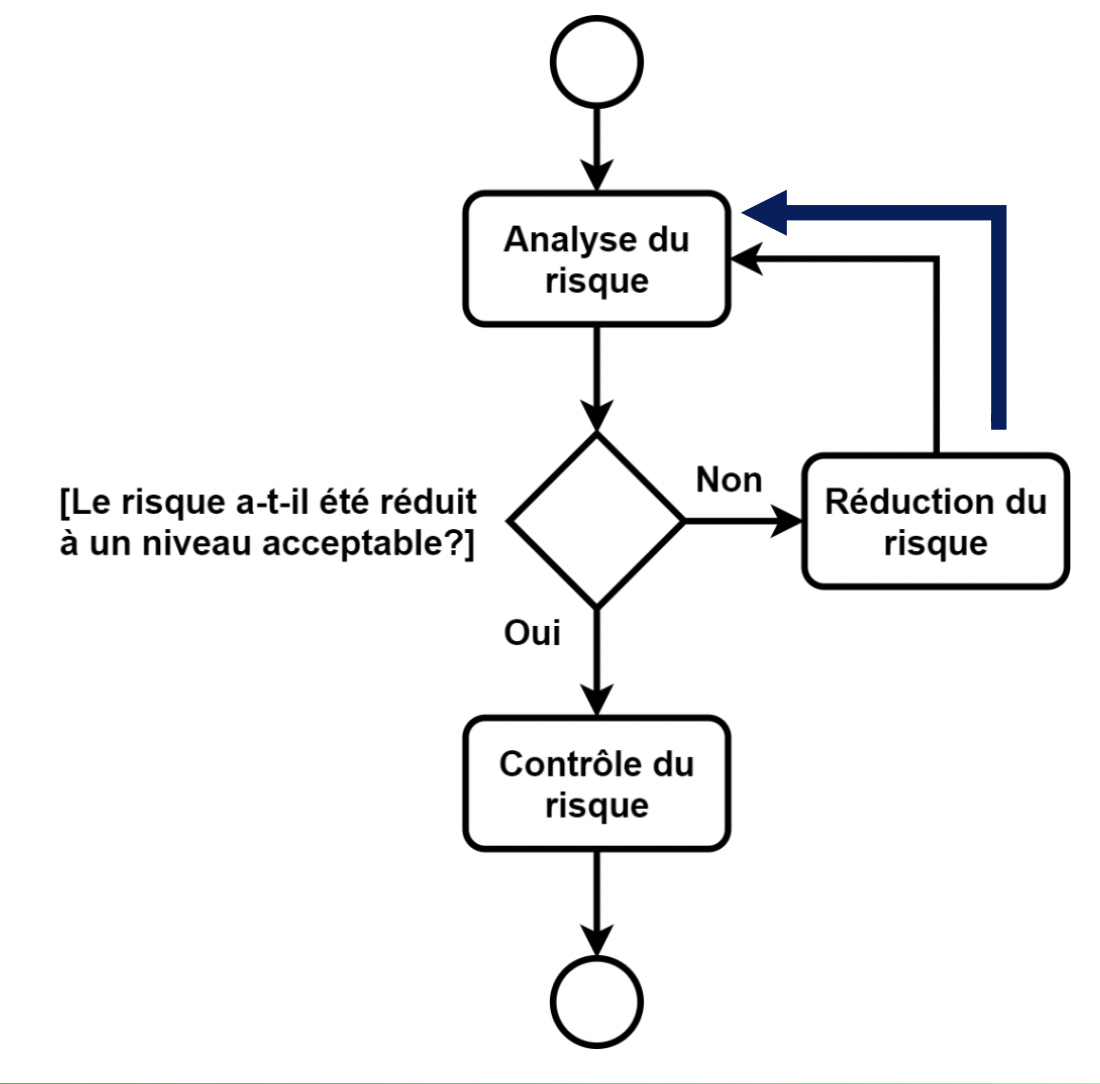 Analyse du
risque
[Le risque a-t-il été réduit
à un niveau acceptable?]
Non
Réduction du
risque
Oui
Contrôle du
risque